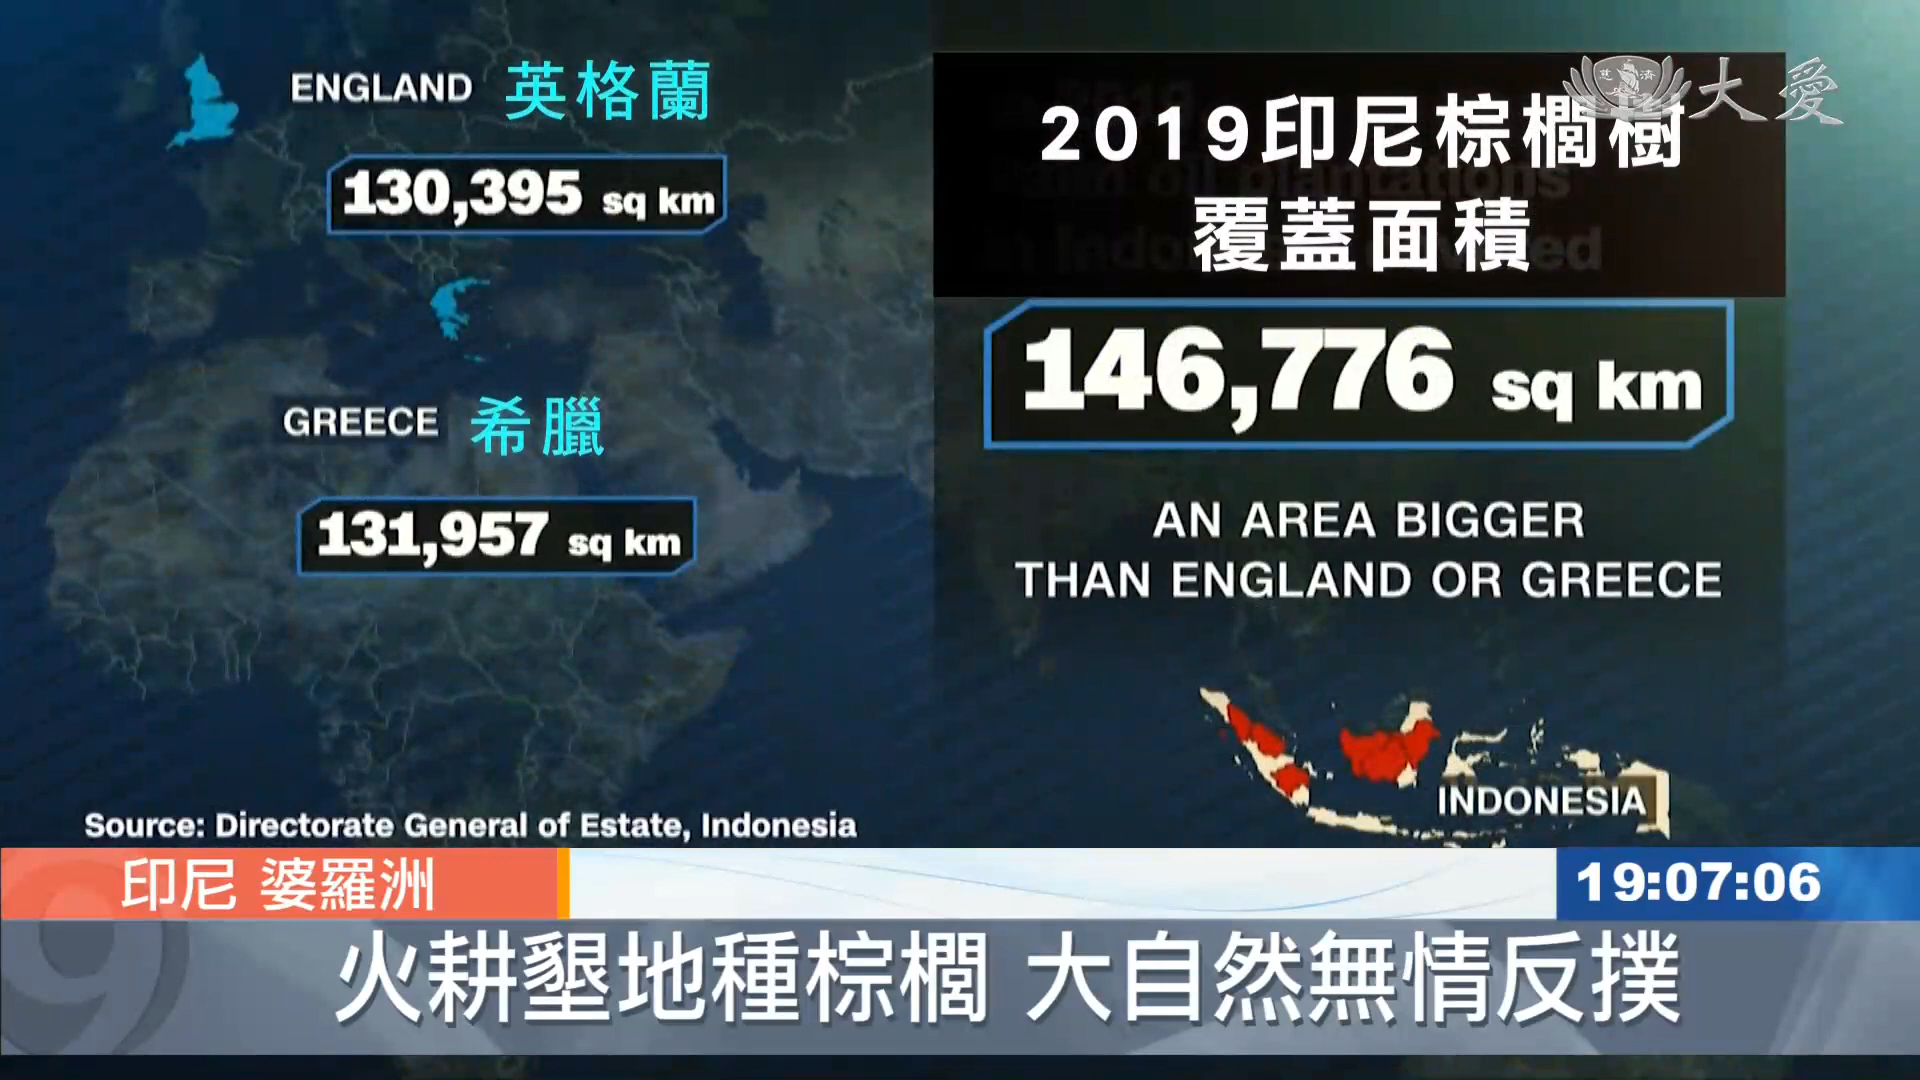 ENGLAND 英格蘭
130,395 sq km
GREECE 希臘
131,957 sq km
Source: Directorate General of Estate, Indonesia
慈濟 大愛
2019印尼棕櫚樹
覆蓋面積
146,776 sq km
AN AREA BIGGER
THAN ENGLAND OR GREECE
INDONESIA
印尼 婆羅洲
19:07:06
火耕墾地種棕櫚 大自然無情反撲